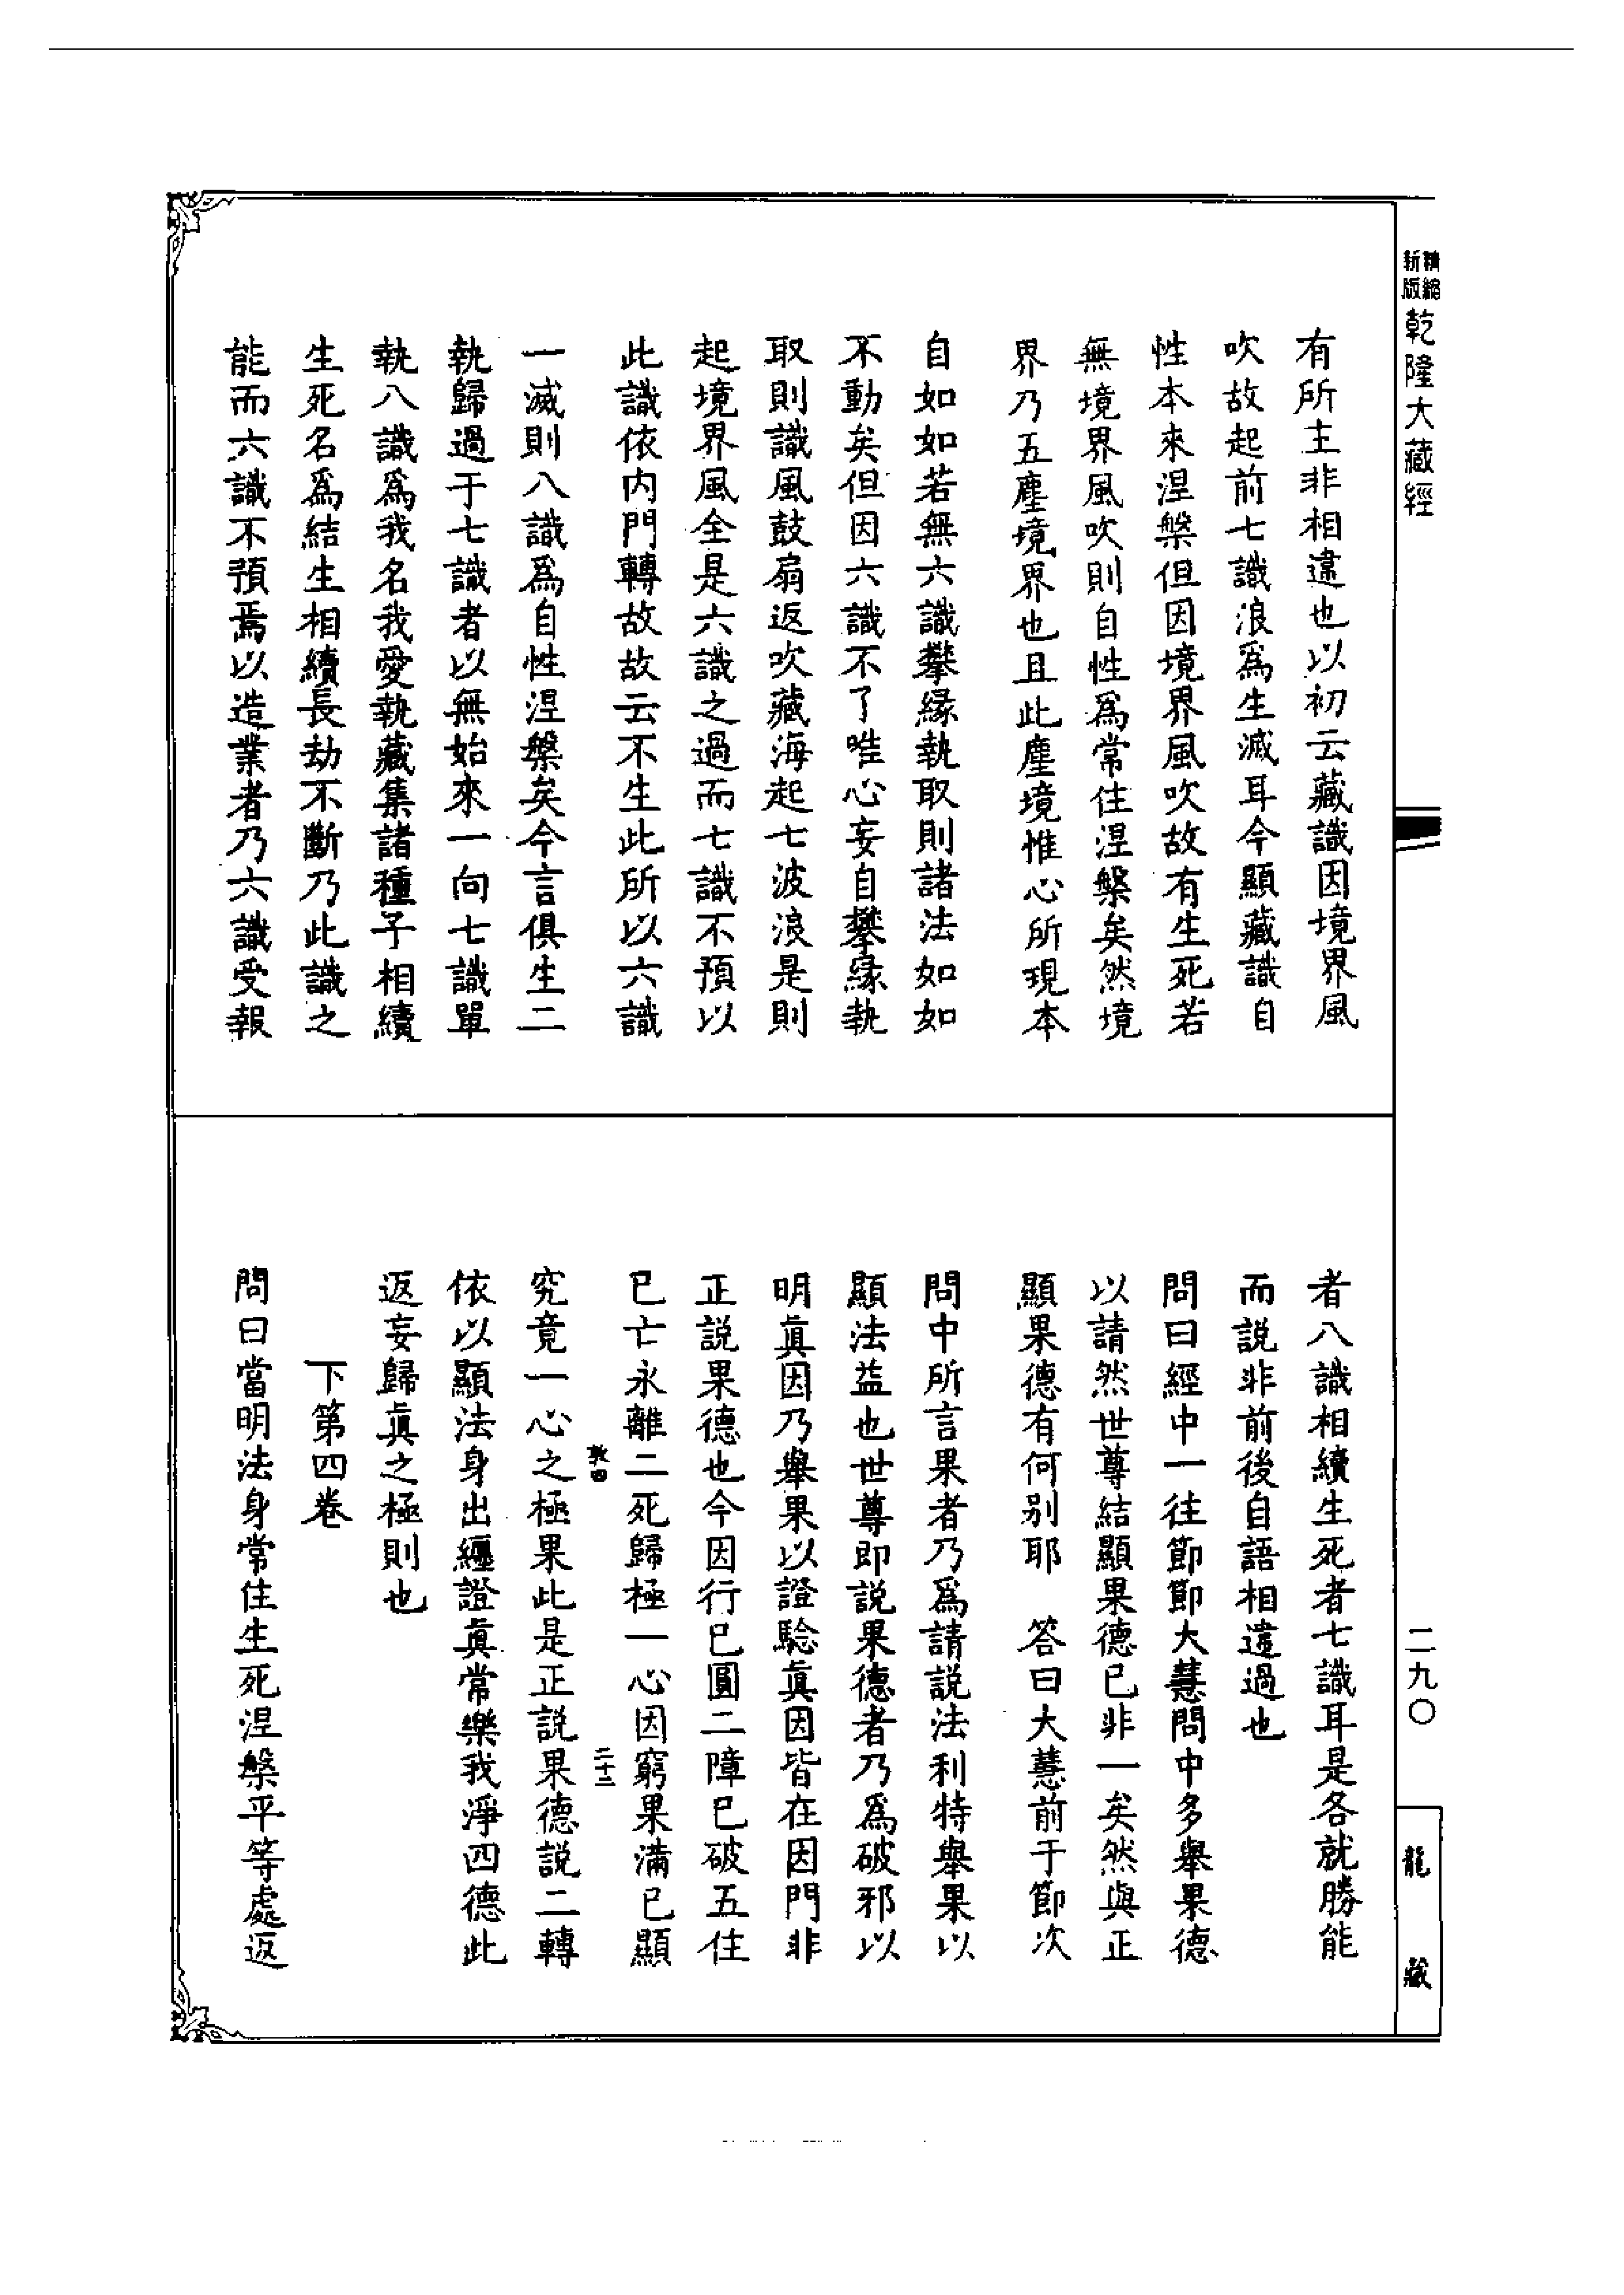 精縮新版乾隆大藏經
有所主非相違也以初云藏識因境界風
吹故起前七識浪為生滅耳今顯藏識自
性本來涅槃但因境界風吹故有生死若
無境界風吹則自性為常住涅槃矣然境
界乃五塵境界也且此塵境惟心所現本
自如如若無六識攀緣執取則諸法如如
不動矣但因六識不了唯心妄自攀緣執
取則識風鼓扇返吹藏海起七波浪是則
起境界風全是六識之過而七識不預以
此識依內門轉故故云不生此所以六識
一滅則八識為自性涅槃矣今言俱生二
執歸過于七識者以無始來一向七識單
執八識為我名我愛執藏集諸種子相續
生死名為結生相續長劫不斷乃此識之
能而六識不預焉以造業者乃六識受報
者八識相續生死者七識耳是各就勝能
而說非前後自語相違過也
問曰經中一往節節大慧問中多舉果德
以請然世尊結顯果德已非一矣然與正
顯果德有何別耶　答曰大慧前于節次
問中所言果者乃為請說法利特舉果以
顯法益也世尊即說果德者乃為破邪以
明真因乃舉果以證驗真因皆在因門非
正說果德也今因行已圓二障已破五住
已亡永離二死歸極一心因窮果滿已顯
敦四　二十二
究竟一心之極果此是正說果德說二轉
依以顯法身出纏證真常樂我淨四德此
返妄歸真之極則也
下第四卷
問曰當明法身常住生死涅槃平等處返
二九〇
龍藏